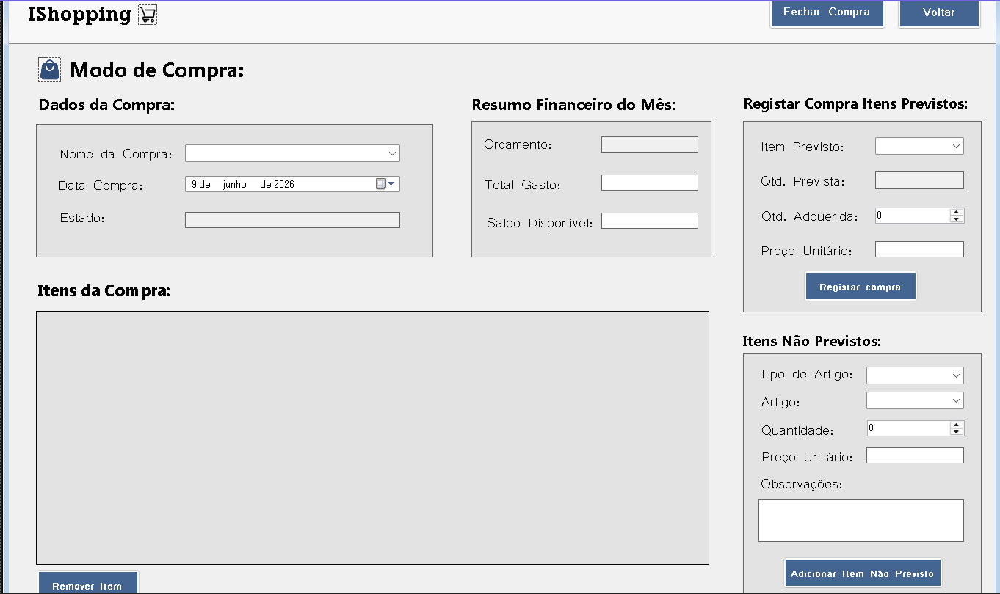 IShopping
Fechar Compra
Voltar
Modo de Compra:
Dados da Compra:
Nome da Compra:
Data Compra:
9 de junho de 2026
Estado:
Resumo Financeiro do Mês:
Orcamento:
Total Gasto:
Saldo Disponivel:
Registar Compra Itens Previstos:
Item Previsto:
Qtd. Prevista:
Qtd. Adquerida:
0
Preço Unitário:
Registar compra
Itens da Compra:
Remover Item
Itens Não Previstos:
Tipo de Artigo:
Artigo:
Quantidade:
0
Preço Unitário:
Observações:
Adicionar Item Não Previsto